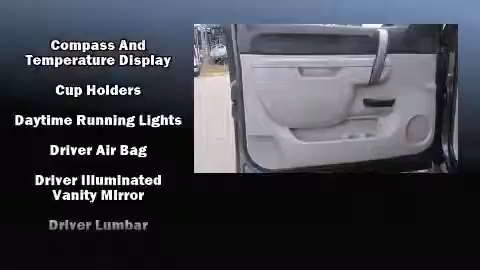 Compass And
Temperature Display
Cup Holders
Daytime Running Lights
Driver Air Bag
Driver Illuminated
Vanity Mirror
Driver Lumbar